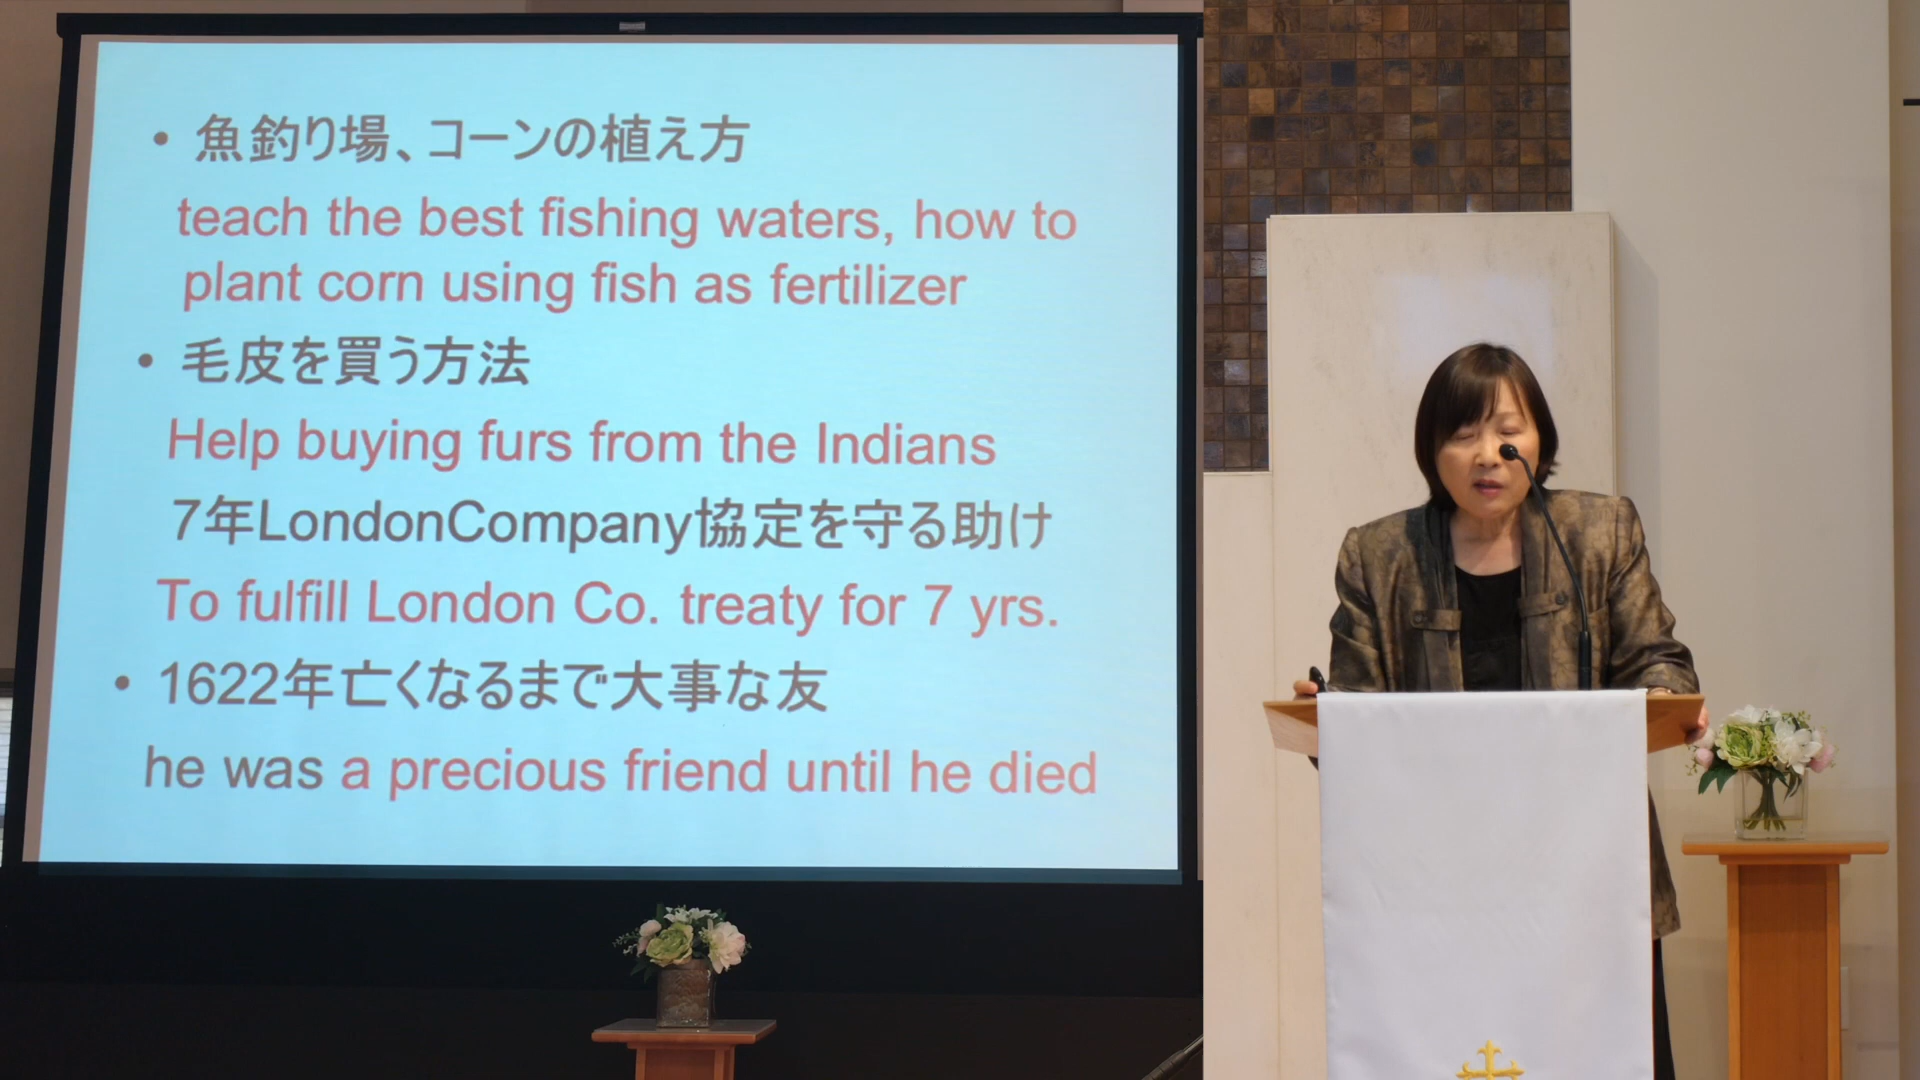 • 魚釣り場、コーンの植え方
teach the best fishing waters, how to
plant corn using fish as fertilizer
• 毛皮を買う方法
Help buying furs from the Indians
7年LondonCompany協定を守る助け
To fulfill London Co. treaty for 7 yrs.
• 1622年亡くなるまで大事な友
he was a precious friend until he died